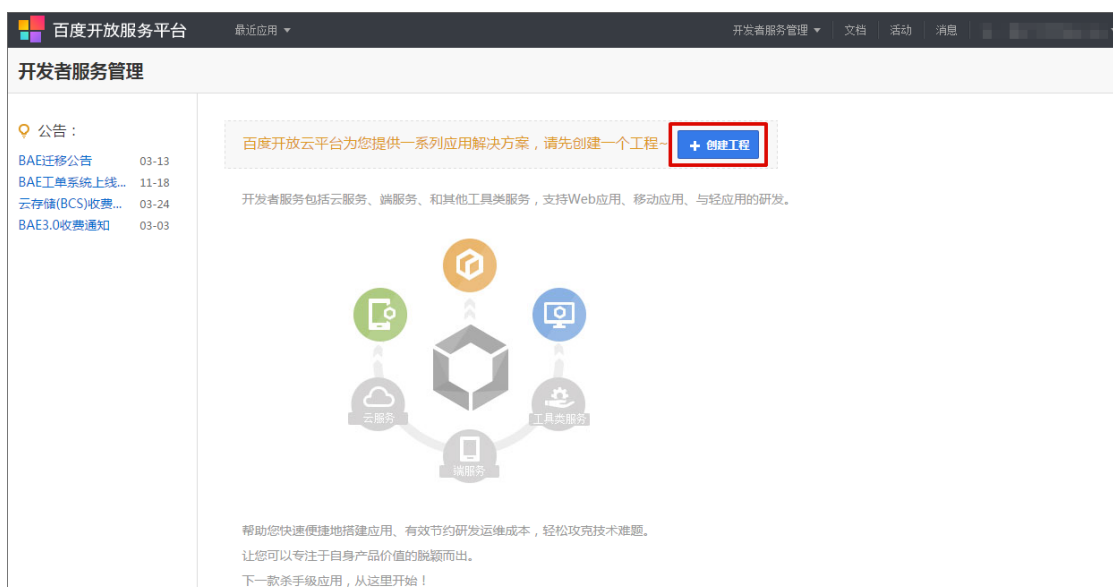 百度开放服务平台 最近应用 开发者服务管理 文档 活动 消息
开发者服务管理
公告：
BAE迁移公告 03-13
BAE工单系统上线... 11-18
云存储(BCS)收费... 03-24
BAE3.0收费通知 03-03
百度开放云平台为您提供一系列应用解决方案，请先创建一个工程~ + 创建工程
开发者服务包括云服务、端服务、和其他工具类服务，支持Web应用、移动应用、与轻应用的研发。
云服务 工具类服务
端服务
帮助您快速便捷地搭建应用、有效节约研发运维成本，轻松攻克技术难题。
让您可以专注于自身产品价值的脱颖而出。
下一款杀手级应用，从这里开始！